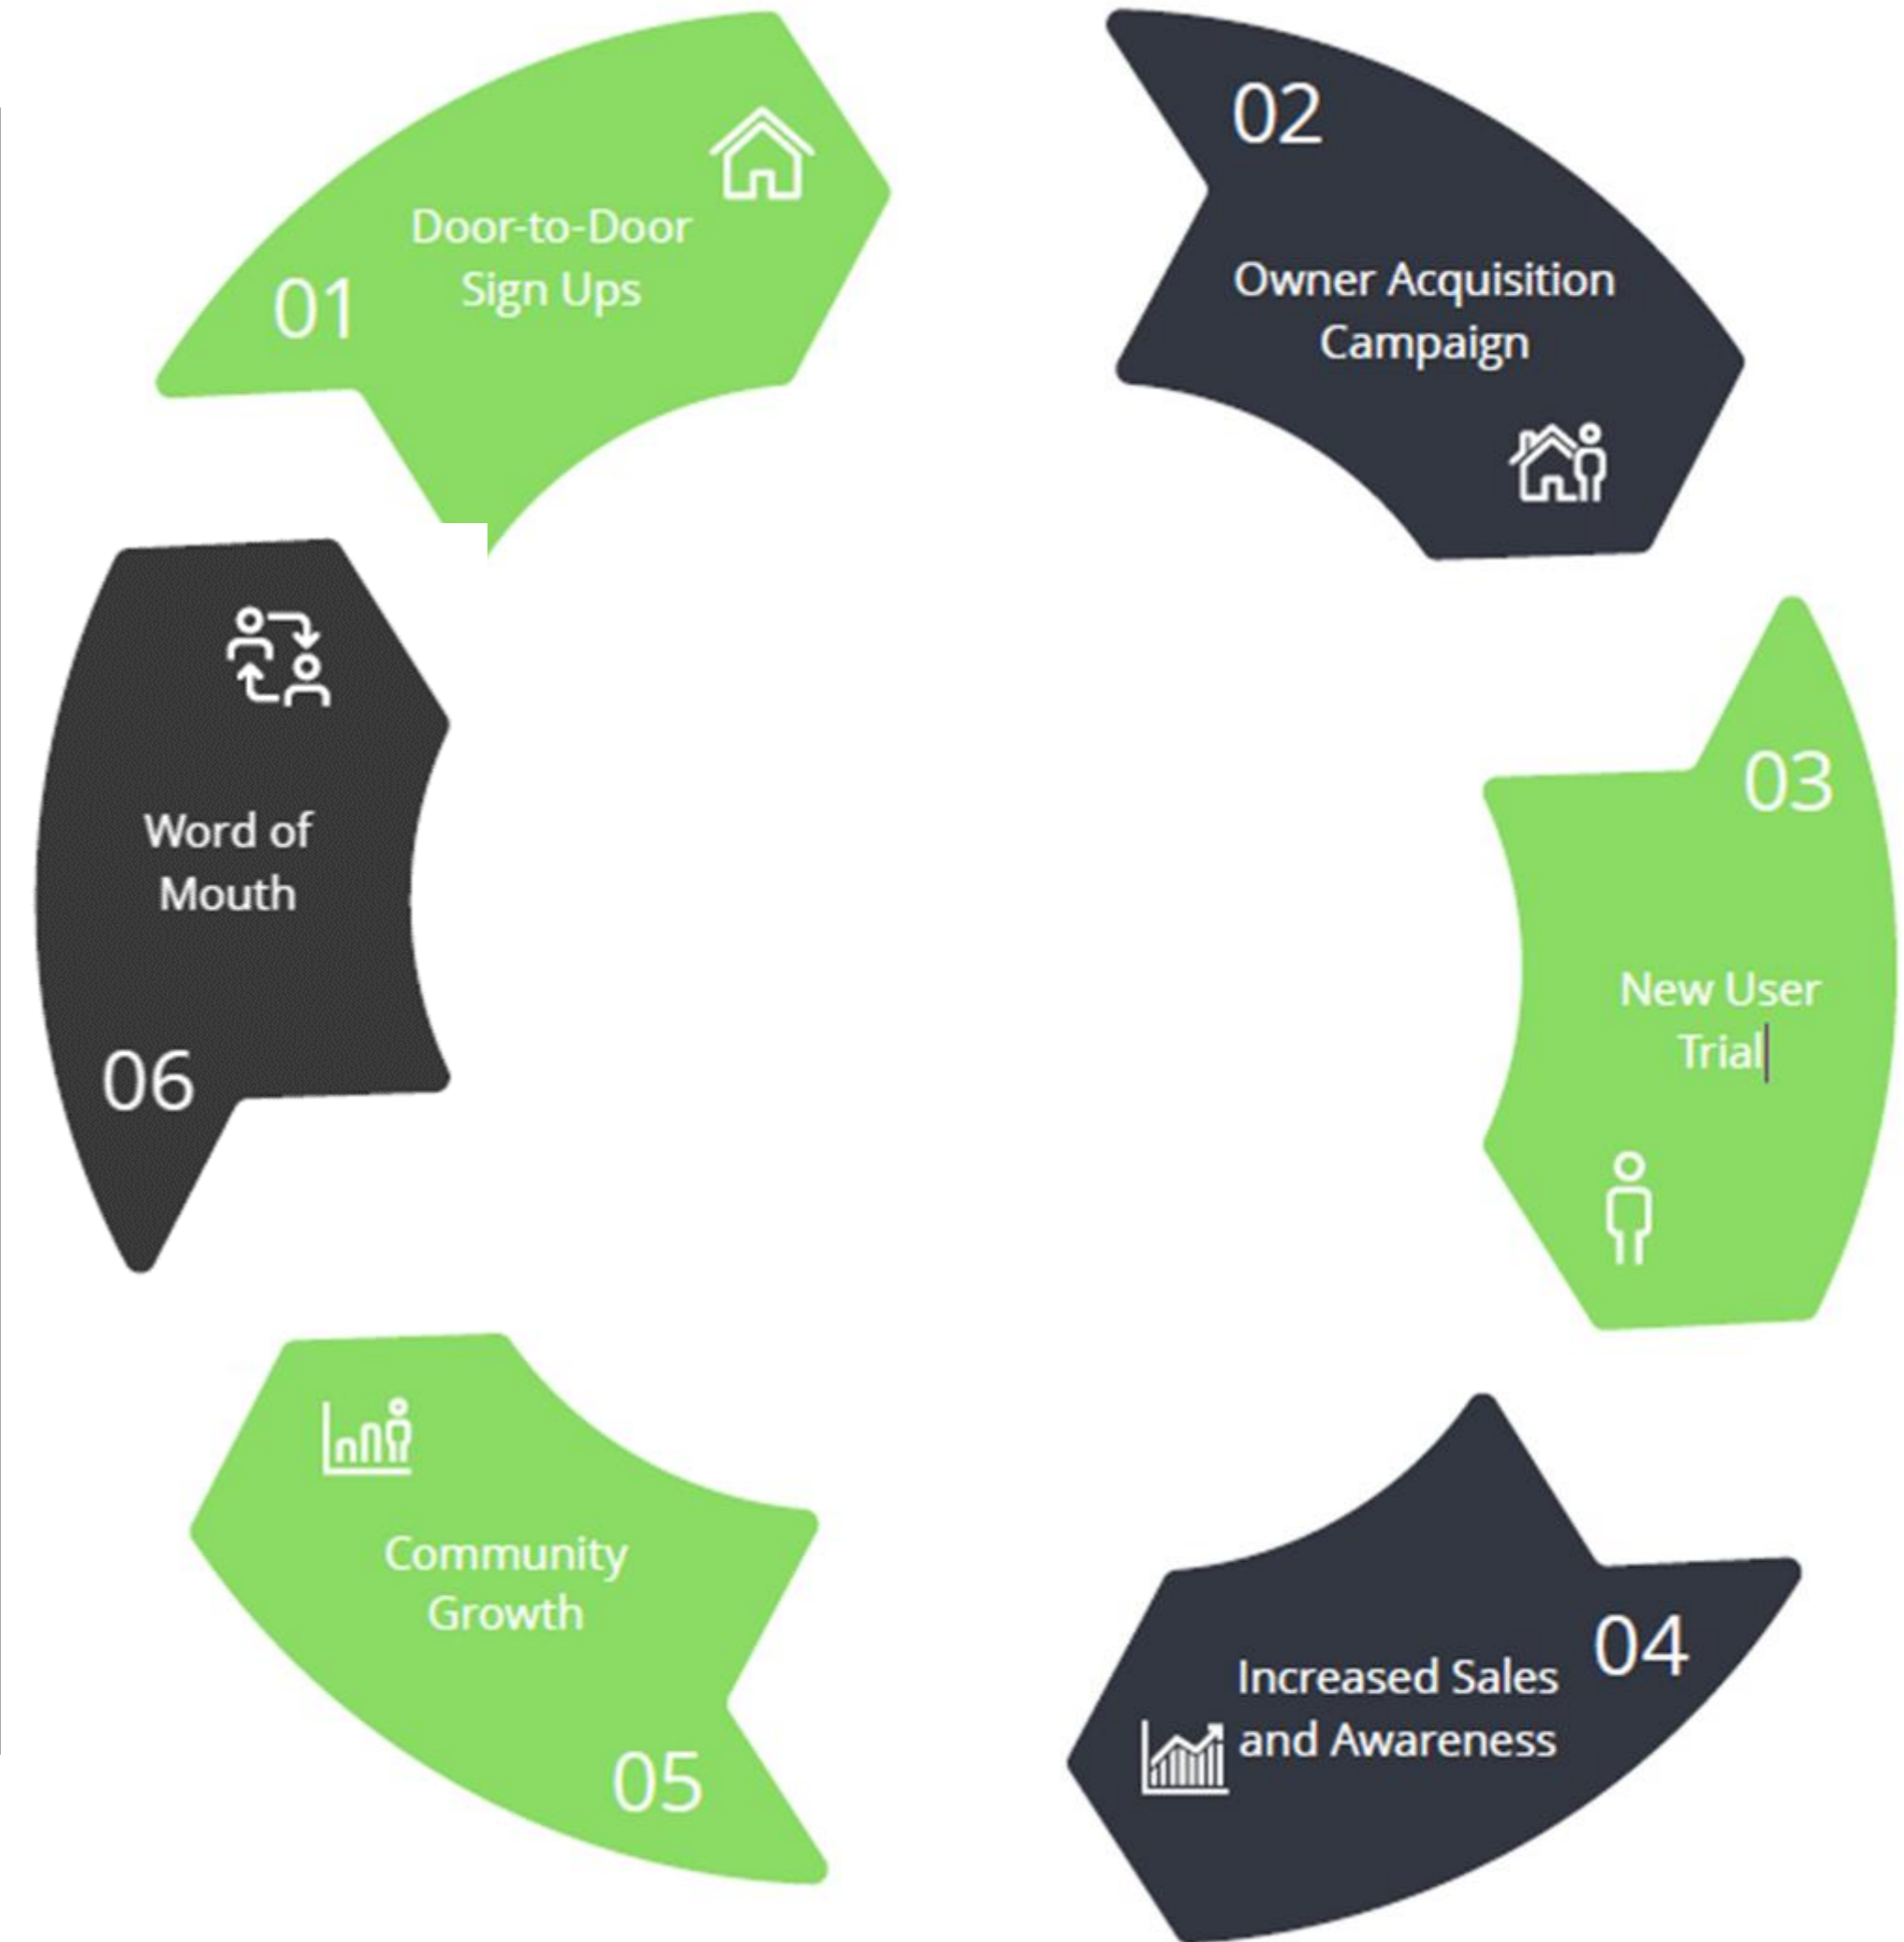 01
Door-to-Door
Sign Ups
02
Owner Acquisition
Campaign
03
New User
Trial
04
Increased Sales
and Awareness
05
Community
Growth
06
Word of
Mouth